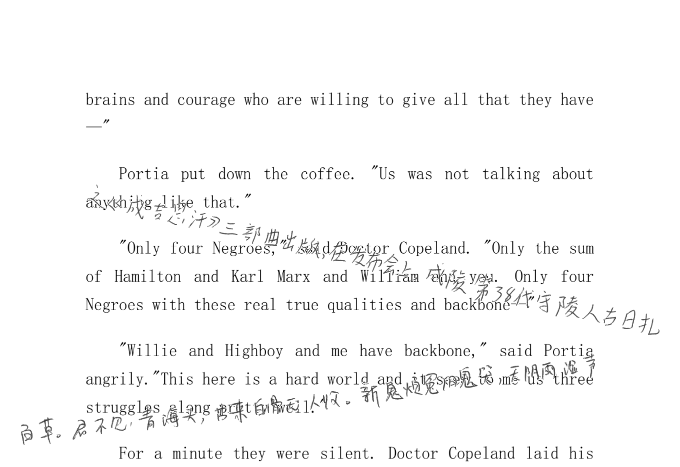 brains and courage who are willing to give all that they have
—"
Portia put down the coffee. "Us was not talking about
anything like that."
《成吉思汗》三部曲出版,在发布会上,成陵第38代守陵人古日扎
"Only four Negroes," said Doctor Copeland. "Only the sum
of Hamilton and Karl Marx and William and you. Only four
Negroes with these real true qualities and backbone—"
"Willie and Highboy and me have backbone," said Portia
angrily."This here is a hard world and it seem to me us three
struggles along pretty well."
百草。君不见,青海头,古来白骨无人收。新鬼烦冤旧鬼哭,天阴雨湿声
For a minute they were silent. Doctor Copeland laid his